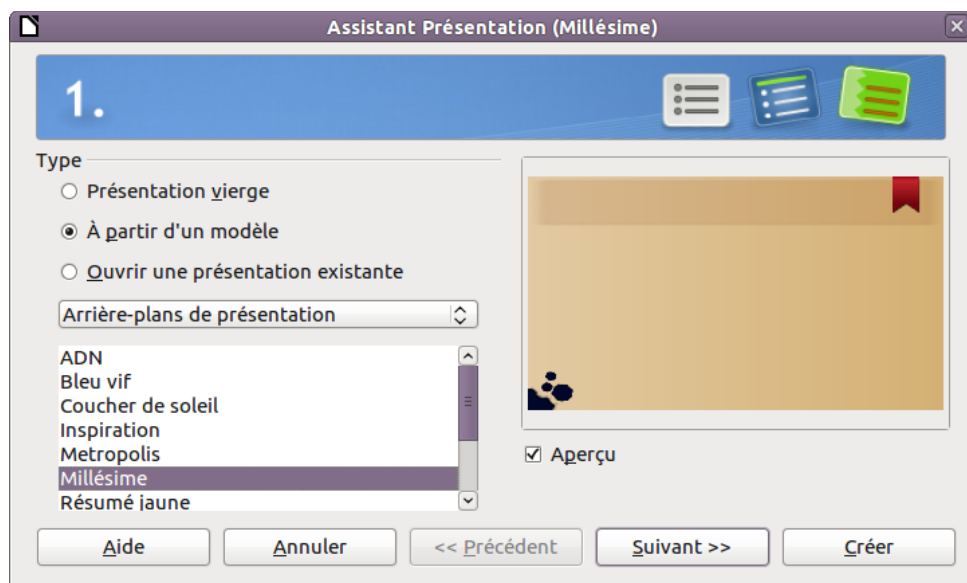 Assistant Présentation (Millésime)
1.
Type
Présentation vierge
À partir d'un modèle
Ouvrir une présentation existante
Arrière-plans de présentation
ADN
Bleu vif
Coucher de soleil
Inspiration
Metropolis
Millésime
Résumé jaune
Aperçu
Aide
Annuler
<< Précédent
Suivant >>
Créer